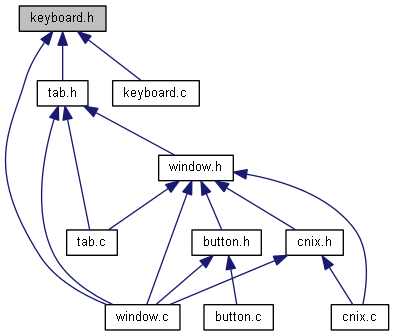 keyboard.h
tab.h
keyboard.c
window.h
tab.c
button.h
cnix.h
window.c
button.c
cnix.c